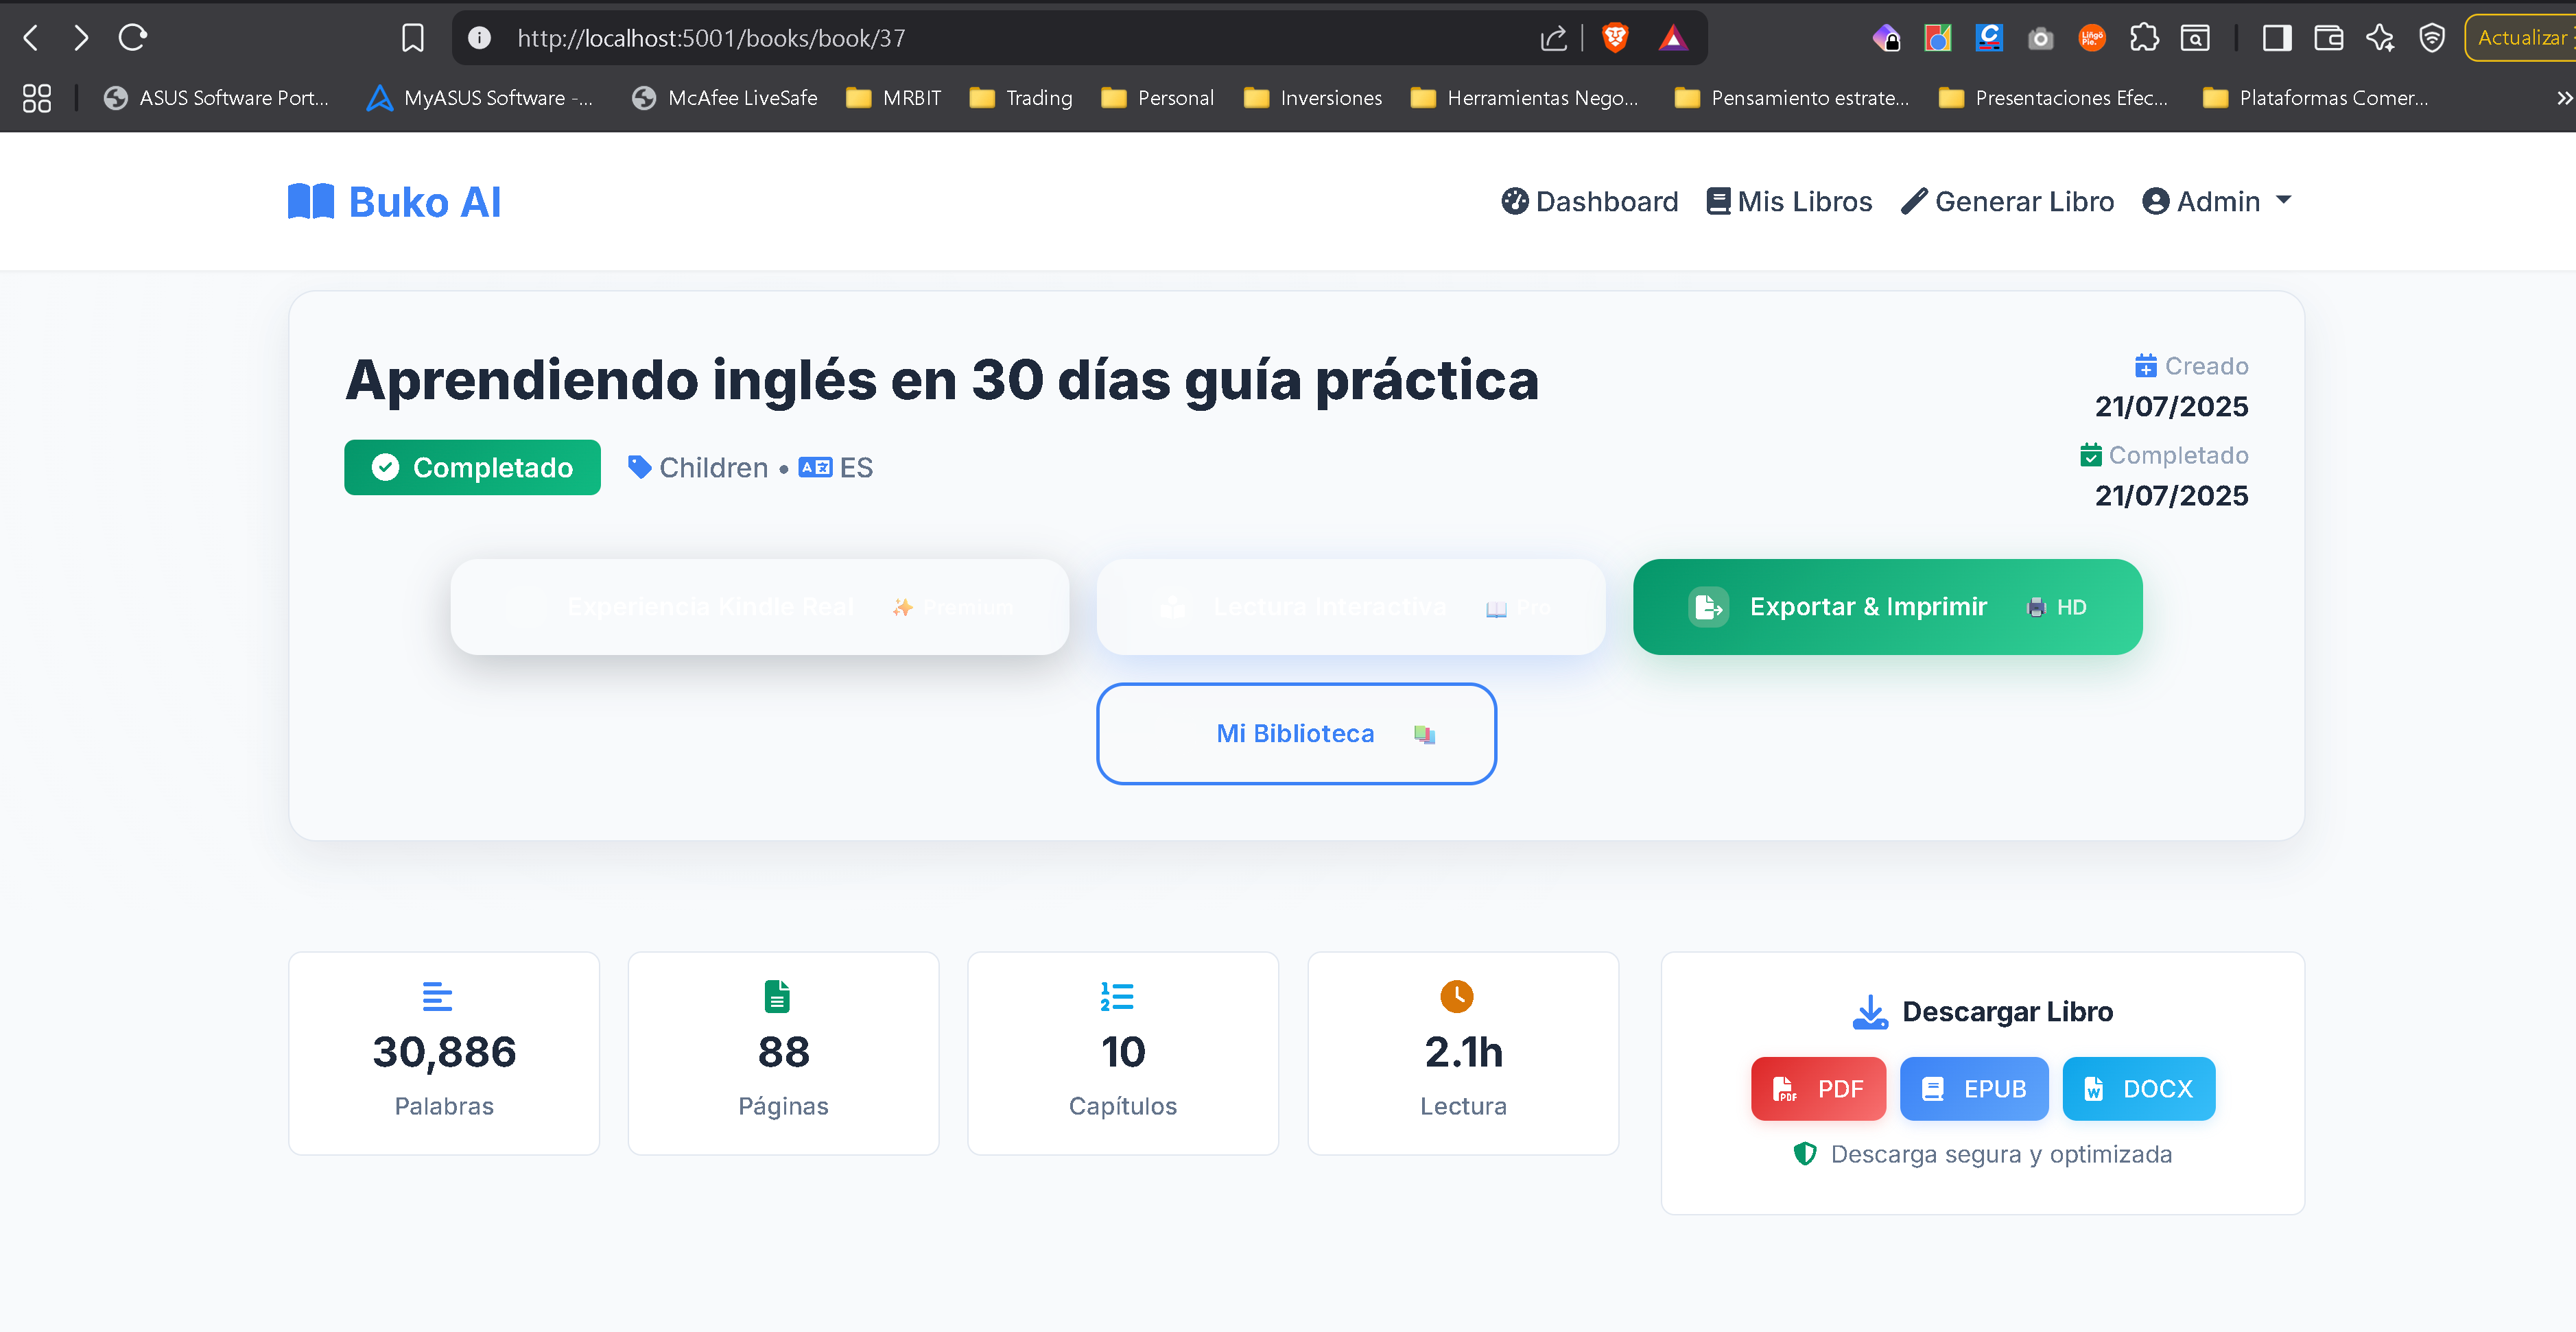 http://localhost:5001/books/book/37
Actualizar
ASUS Software Port...
MyASUS Software -...
McAfee LiveSafe
MRBIT
Trading
Personal
Inversiones
Herramientas Nego...
Pensamiento estrate...
Presentaciones Efec...
Plataformas Comer...
Buko AI
Dashboard
Mis Libros
Generar Libro
Admin
Aprendiendo inglés en 30 días guía práctica
Creado
21/07/2025
Completado
Children • ES
Completado
21/07/2025
Experiencia Kindle Real
Premium
Lectura Interactiva
Pro
Exportar & Imprimir
HD
Mi Biblioteca
30,886
Palabras
88
Páginas
10
Capítulos
2.1h
Lectura
Descargar Libro
PDF
EPUB
DOCX
Descarga segura y optimizada